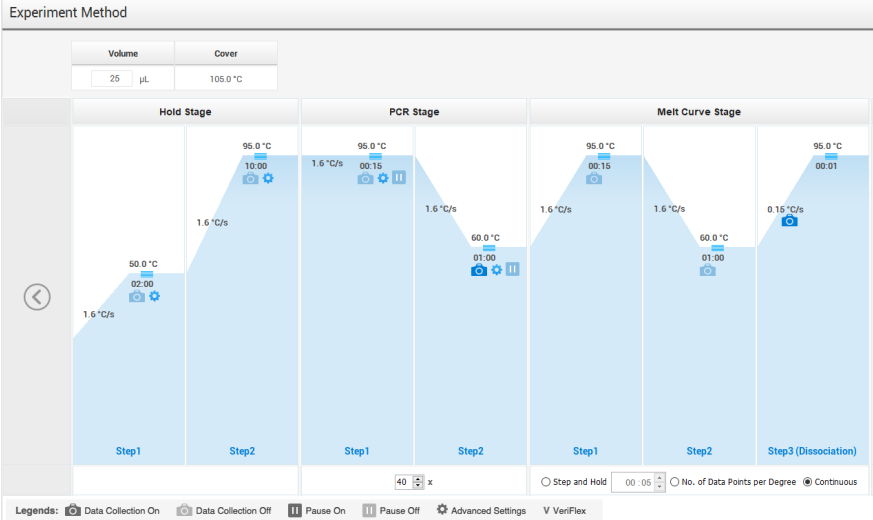 Experiment Method
Volume Cover
25 µL 105.0 °C
Hold Stage PCR Stage Melt Curve Stage
95.0 °C 95.0 °C 95.0 °C 95.0 °C
10:00 1.6 °C/s 00:15 00:15 00:01
1.6 °C/s 1.6 °C/s 1.6 °C/s 1.6 °C/s 0.15 °C/s
60.0 °C 60.0 °C
01:00 01:00
50.0 °C
02:00
1.6 °C/s
Step1 Step2 Step1 Step2 Step1 Step2 Step3 (Dissociation)
40 x Step and Hold 00 : 05 No. of Data Points per Degree Continuous
Legends: Data Collection On Data Collection Off Pause On Pause Off Advanced Settings V VeriFlex